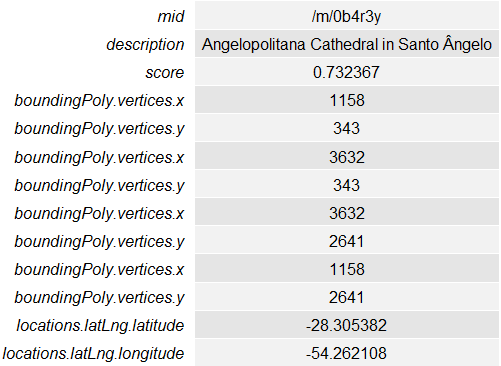 mid /m/0b4r3y
description Angelopolitana Cathedral in Santo Ângelo
score 0.732367
boundingPoly.vertices.x 1158
boundingPoly.vertices.y 343
boundingPoly.vertices.x 3632
boundingPoly.vertices.y 343
boundingPoly.vertices.x 3632
boundingPoly.vertices.y 2641
boundingPoly.vertices.x 1158
boundingPoly.vertices.y 2641
locations.latLng.latitude -28.305382
locations.latLng.longitude -54.262108